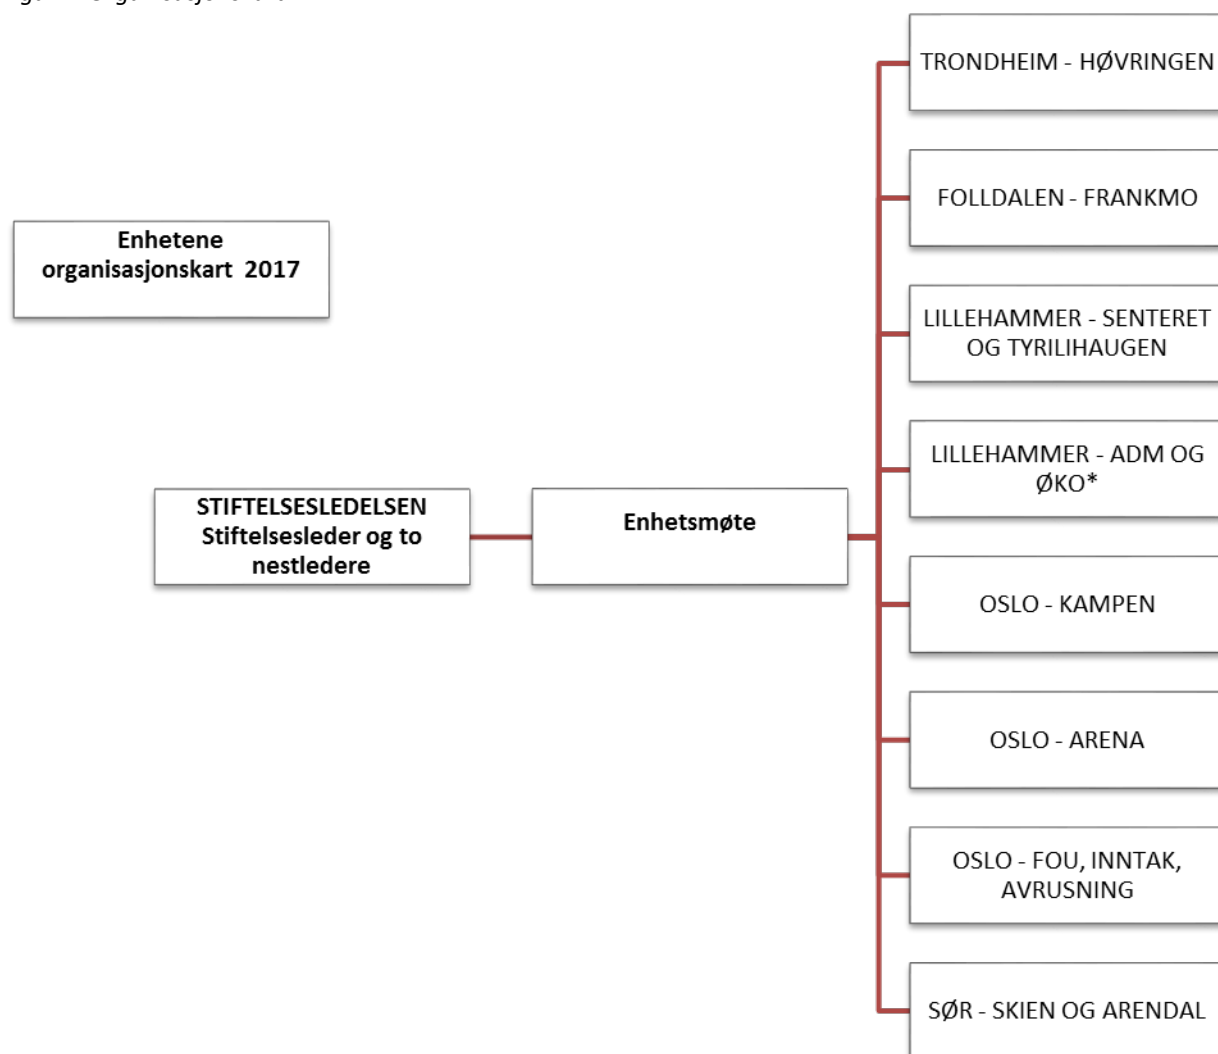 TRONDHEIM - HØVRINGEN
FOLLDALEN - FRANKMO
Enhetene
organisasjonskart 2017
LILLEHAMMER - SENTERET
OG TYRILIHAUGEN
LILLEHAMMER - ADM OG
ØKO*
STIFTELSESLEDELSEN
Stiftelsesleder og to
nestledere
Enhetsmøte
OSLO - KAMPEN
OSLO - ARENA
OSLO - FOU, INNTAK,
AVRUSNING
SØR - SKIEN OG ARENDAL